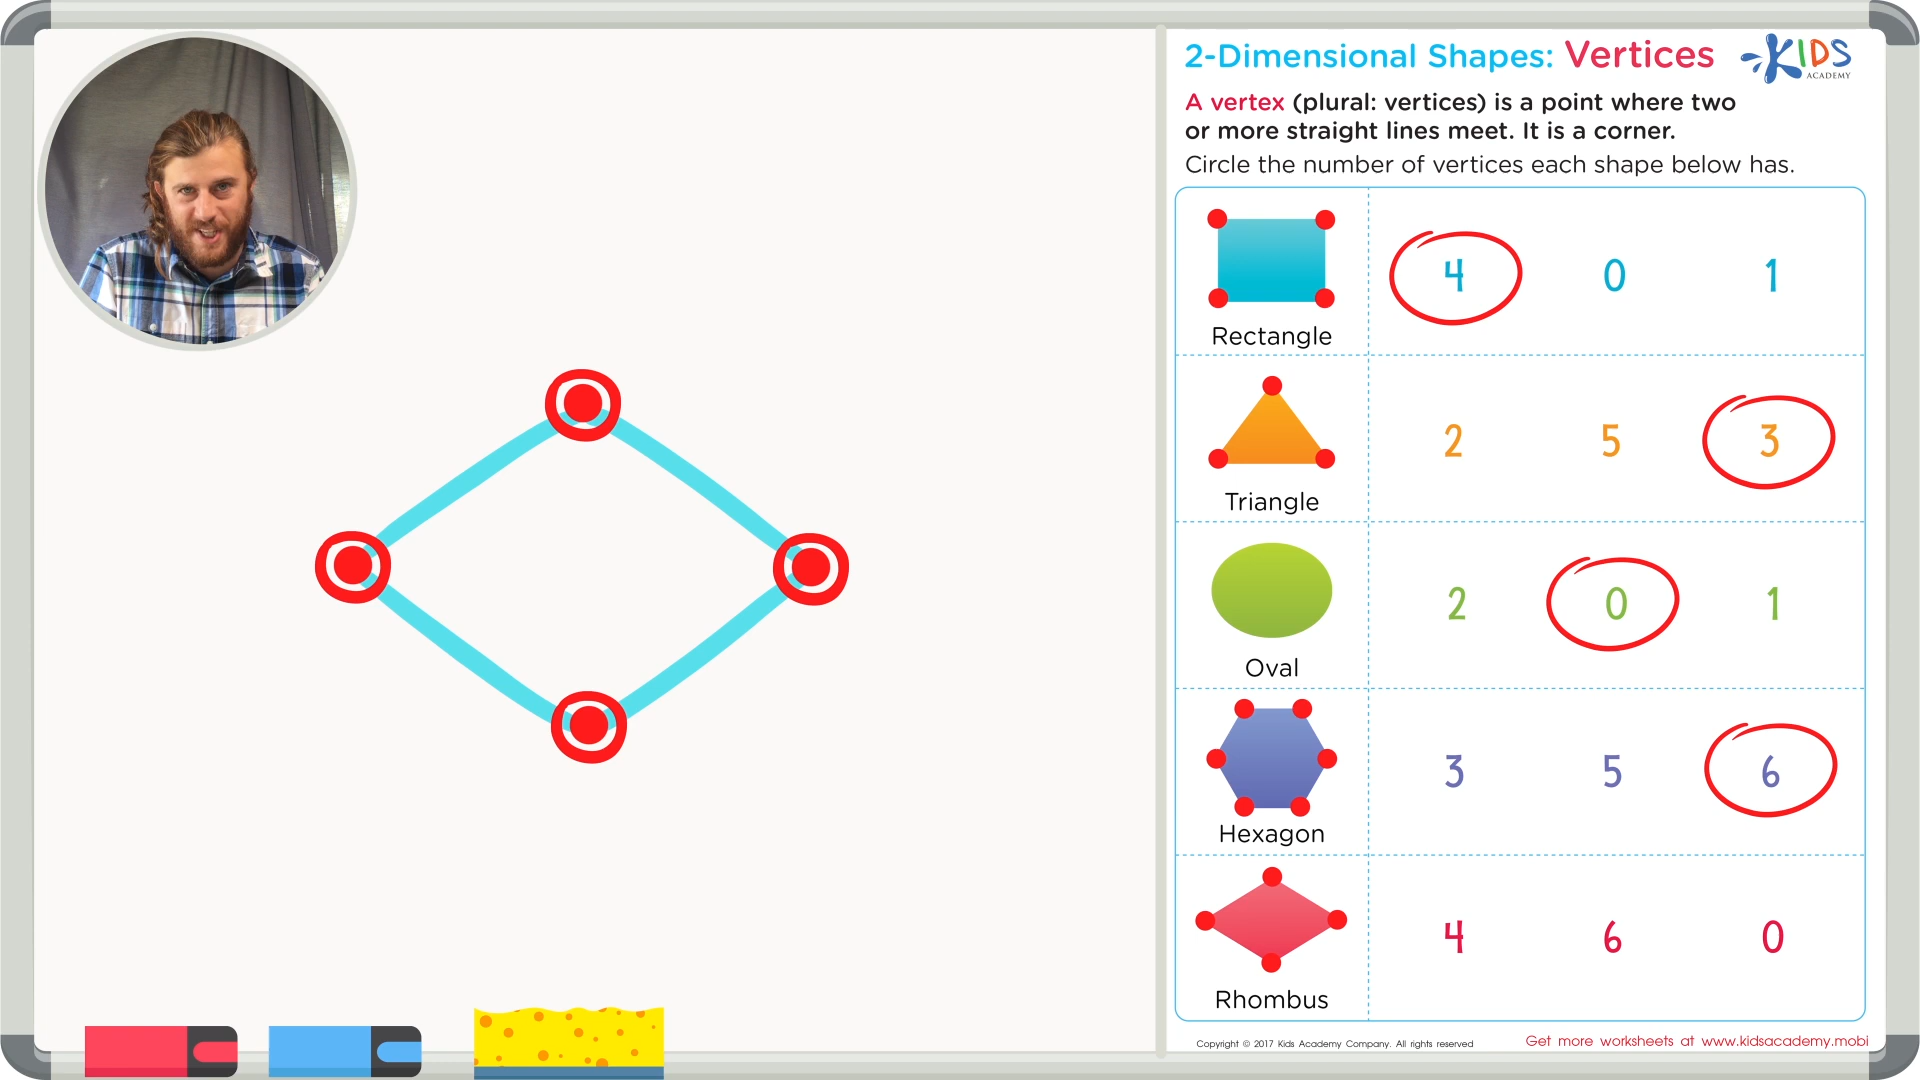 2-Dimensional Shapes: Vertices
KIDS
ACADEMY
A vertex (plural: vertices) is a point where two
or more straight lines meet. It is a corner.
Circle the number of vertices each shape below has.
4 0 1
Rectangle
2 5 3
Triangle
2 0 1
Oval
3 5 6
Hexagon
4 6 0
Rhombus
Copyright © 2017 Kids Academy Company. All rights reserved
Get more worksheets at www.kidsacademy.mobi